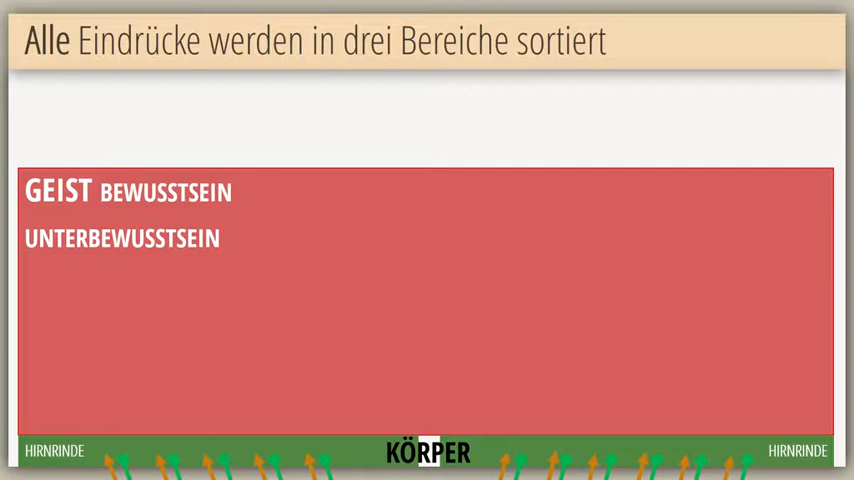 Alle Eindrücke werden in drei Bereiche sortiert
GEIST BEWUSSTSEIN
UNTERBEWUSSTSEIN
HIRNRINDE KÖRPER HIRNRINDE